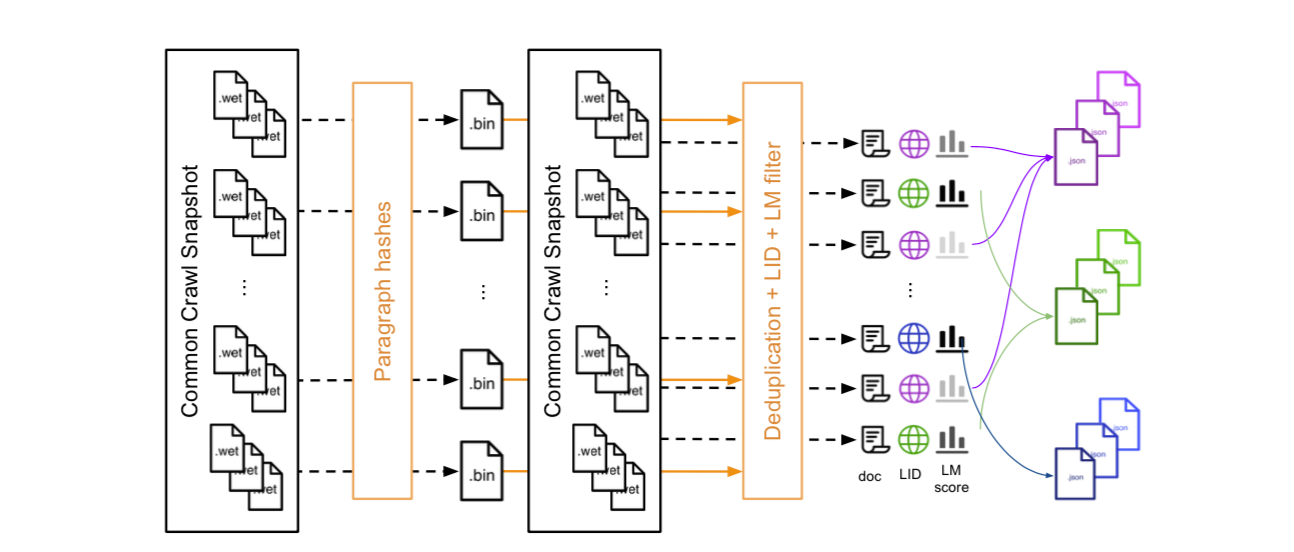 Common Crawl Snapshot
.wet
wet
.wet
.wet
wet
wet
...
.wet
wet
wet
.wet
wet
.wet
Paragraph hashes
.bin
.bin
...
.bin
.bin
Common Crawl Snapshot
.wet
wet
wet
.wet
wet
wet
...
.wet
wet
wet
.wet
wet
wet
Deduplication + LID + LM filter
...
doc
LID
LM
score
.json
json
json
.json
json
json
.json
json
json